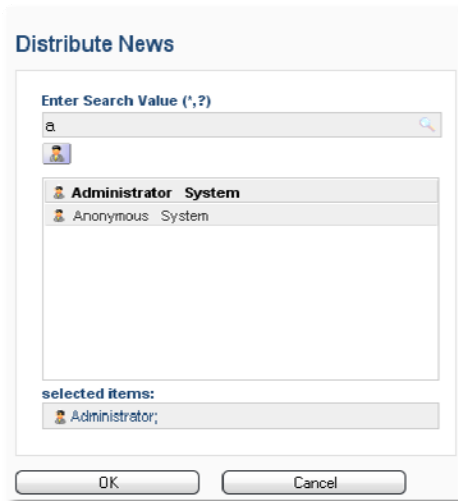 Distribute News
Enter Search Value (*,?)
a
Administrator System
Anonymous System
selected items:
Administrator;
OK Cancel